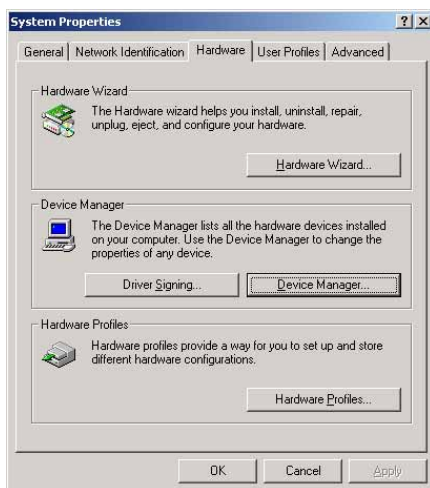 System Properties
General
Network Identification
Hardware
User Profiles
Advanced
Hardware Wizard
The Hardware wizard helps you install, uninstall, repair,
unplug, eject, and configure your hardware.
Hardware Wizard...
Device Manager
The Device Manager lists all the hardware devices installed
on your computer. Use the Device Manager to change the
properties of any device.
Driver Signing...
Device Manager...
Hardware Profiles
Hardware profiles provide a way for you to set up and store
different hardware configurations.
Hardware Profiles...
OK
Cancel
Apply